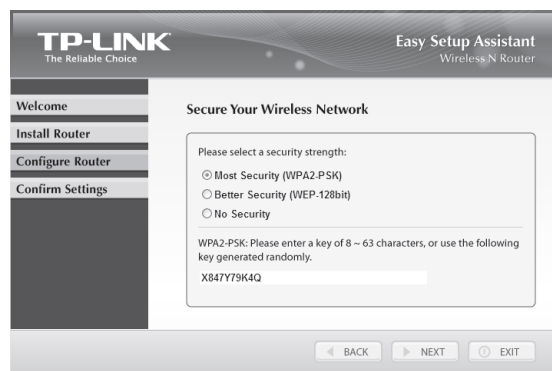 TP-LINK
The Reliable Choice
Easy Setup Assistant
Wireless N Router
Welcome
Install Router
Configure Router
Confirm Settings
Secure Your Wireless Network
Please select a security strength:
Most Security (WPA2-PSK)
Better Security (WEP-128bit)
No Security
WPA2-PSK: Please enter a key of 8 ~ 63 characters, or use the following
key generated randomly.
X847Y79K4Q
BACK
NEXT
EXIT